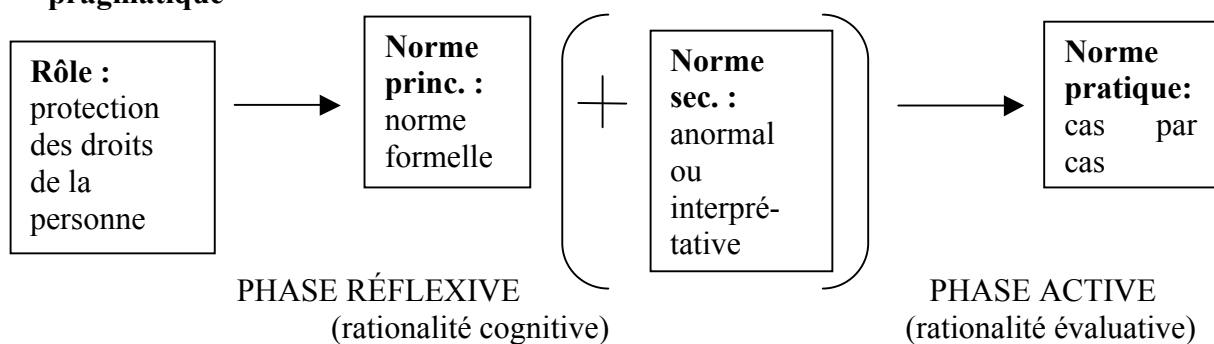 pragmatique
Rôle :
protection
des droits
de la
personne
Norme
princ. :
norme
formelle
+
Norme
sec. :
anormal
ou
interpré-
tative
Norme
pratique:
cas par
cas
PHASE RÉFLEXIVE
(rationalité cognitive)
PHASE ACTIVE
(rationalité évaluative)